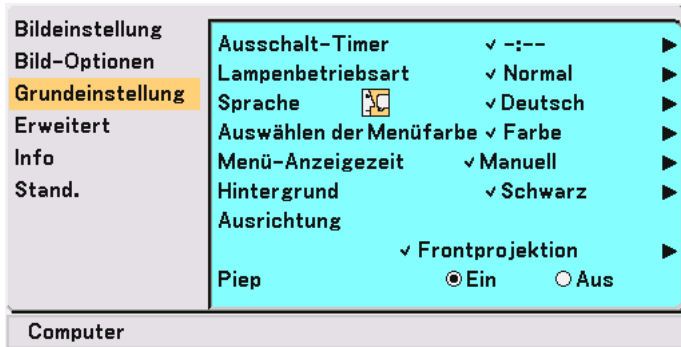 Bildeinstellung
Bild-Optionen
Grundeinstellung
Erweitert
Info
Stand.
Ausschalt-Timer ✓ -:--
Lampenbetriebsart ✓ Normal
Sprache ✓ Deutsch
Auswählen der Menüfarbe ✓ Farbe
Menü-Anzeigezeit ✓ Manuell
Hintergrund ✓ Schwarz
Ausrichtung
✓ Frontprojektion
Piep Ein Aus
Computer